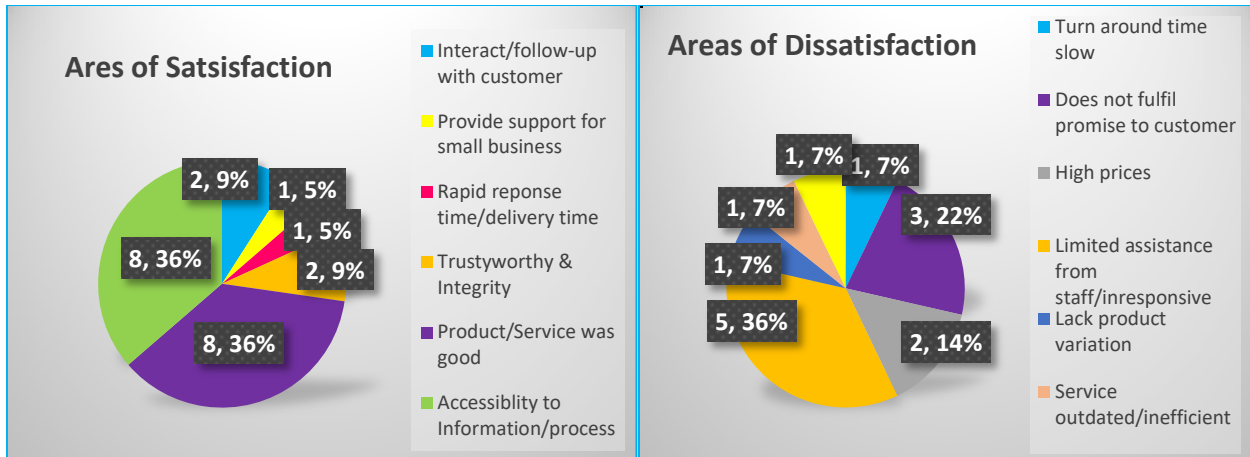 Ares of Satsisfaction
2, 9%
1, 5%
1, 5%
2, 9%
8, 36%
8, 36%
Interact/follow-up
with customer
Provide support for
small business
Rapid reponse
time/delivery time
Trustyworthy &
Integrity
Product/Service was
good
Accessiblity to
Information/process
Areas of Dissatisfaction
1, 7%
1, 7%
3, 22%
1, 7%
1, 7%
5, 36%
2, 14%
Turn around time
slow
Does not fulfil
promise to customer
High prices
Limited assistance
from
staff/inresponsive
Lack product
variation
Service
outdated/inefficient